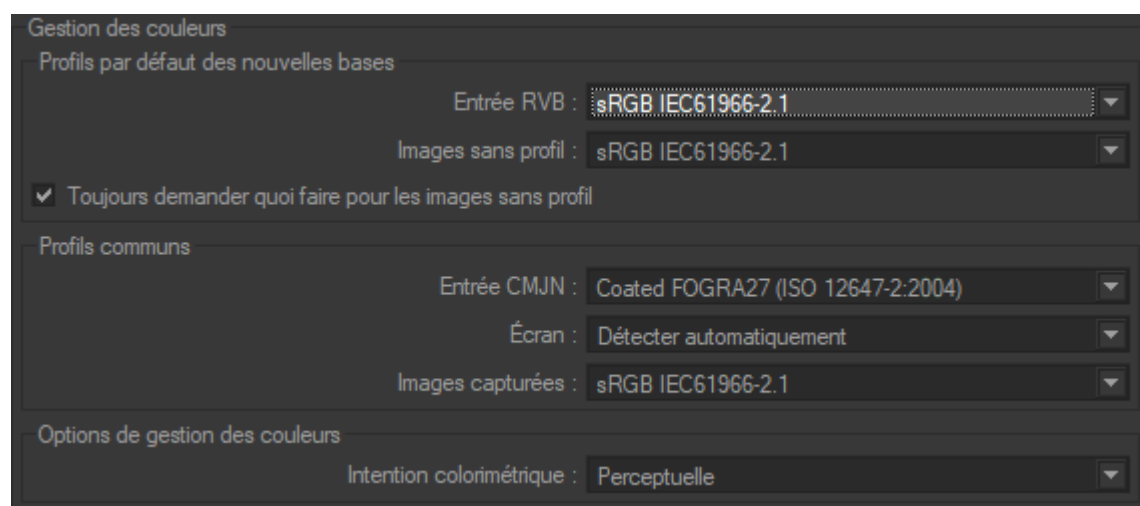 Gestion des couleurs
Profils par défaut des nouvelles bases
Entrée RVB : sRGB IEC61966-2.1
Images sans profil : sRGB IEC61966-2.1
Toujours demander quoi faire pour les images sans profil
Profils communs
Entrée CMJN : Coated FOGRA27 (ISO 12647-2:2004)
Écran : Détecter automatiquement
Images capturées : sRGB IEC61966-2.1
Options de gestion des couleurs
Intention colorimétrique : Perceptuelle